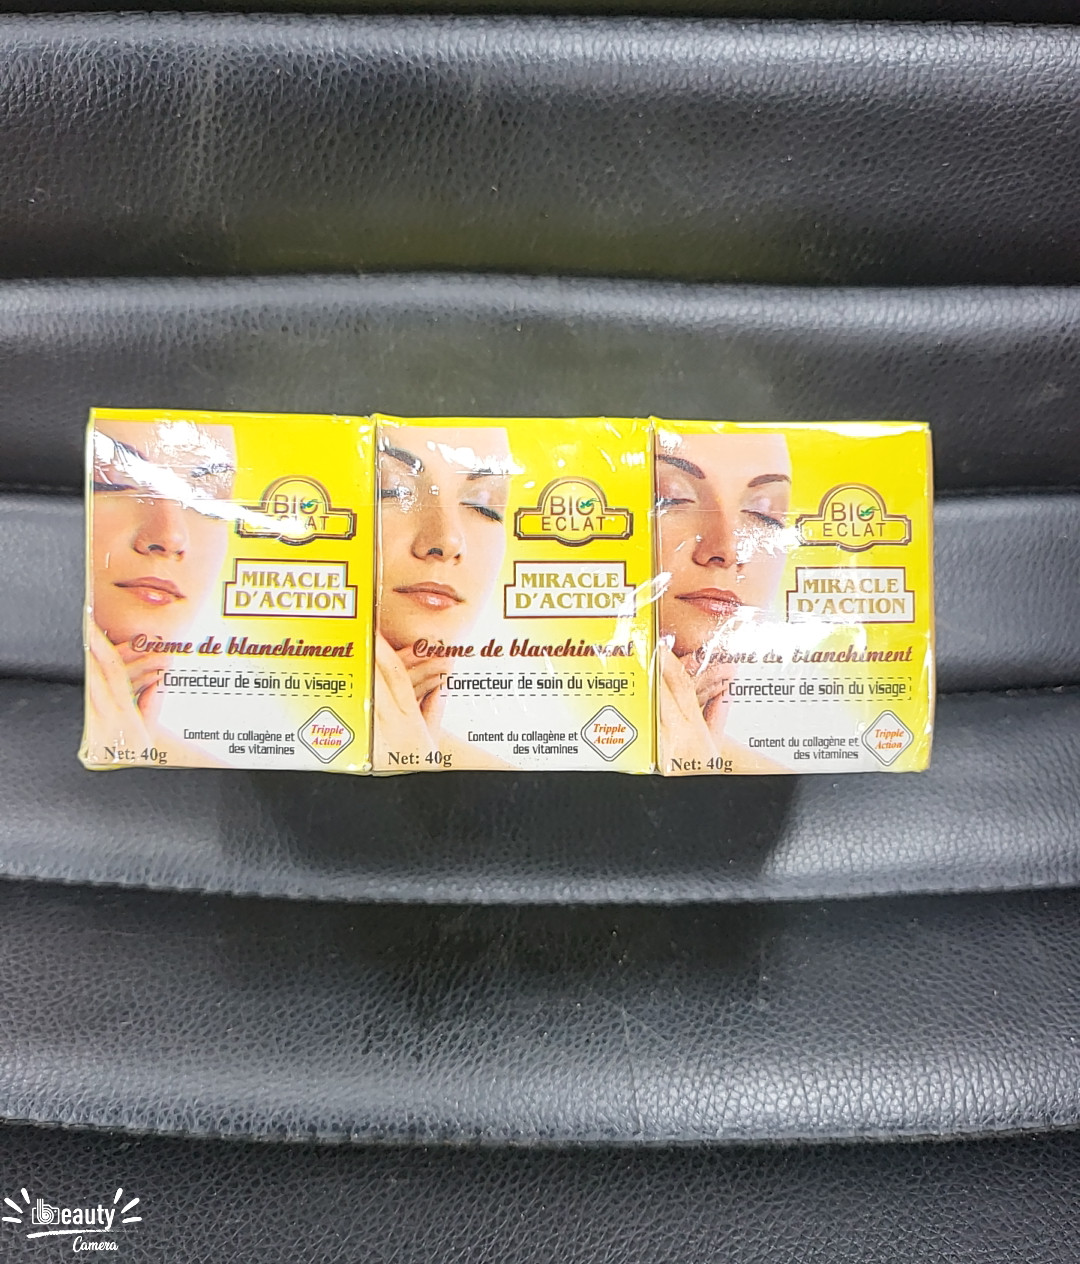 BIO
ECLAT
MIRACLE
D'ACTION
Crème de blanchiment
Correcteur de soin du visage
Content du collagène et
des vitamines
Tripple
Action
Net: 40g
BIO
ECLAT
MIRACLE
D'ACTION
Crème de blanchiment
Correcteur de soin du visage
Content du collagène et
des vitamines
Tripple
Action
Net: 40g
BIO
ECLAT
MIRACLE
D'ACTION
Crème de blanchiment
Correcteur de soin du visage
Content du collagène et
des vitamines
Tripple
Action
Net: 40g
beauty
Camera